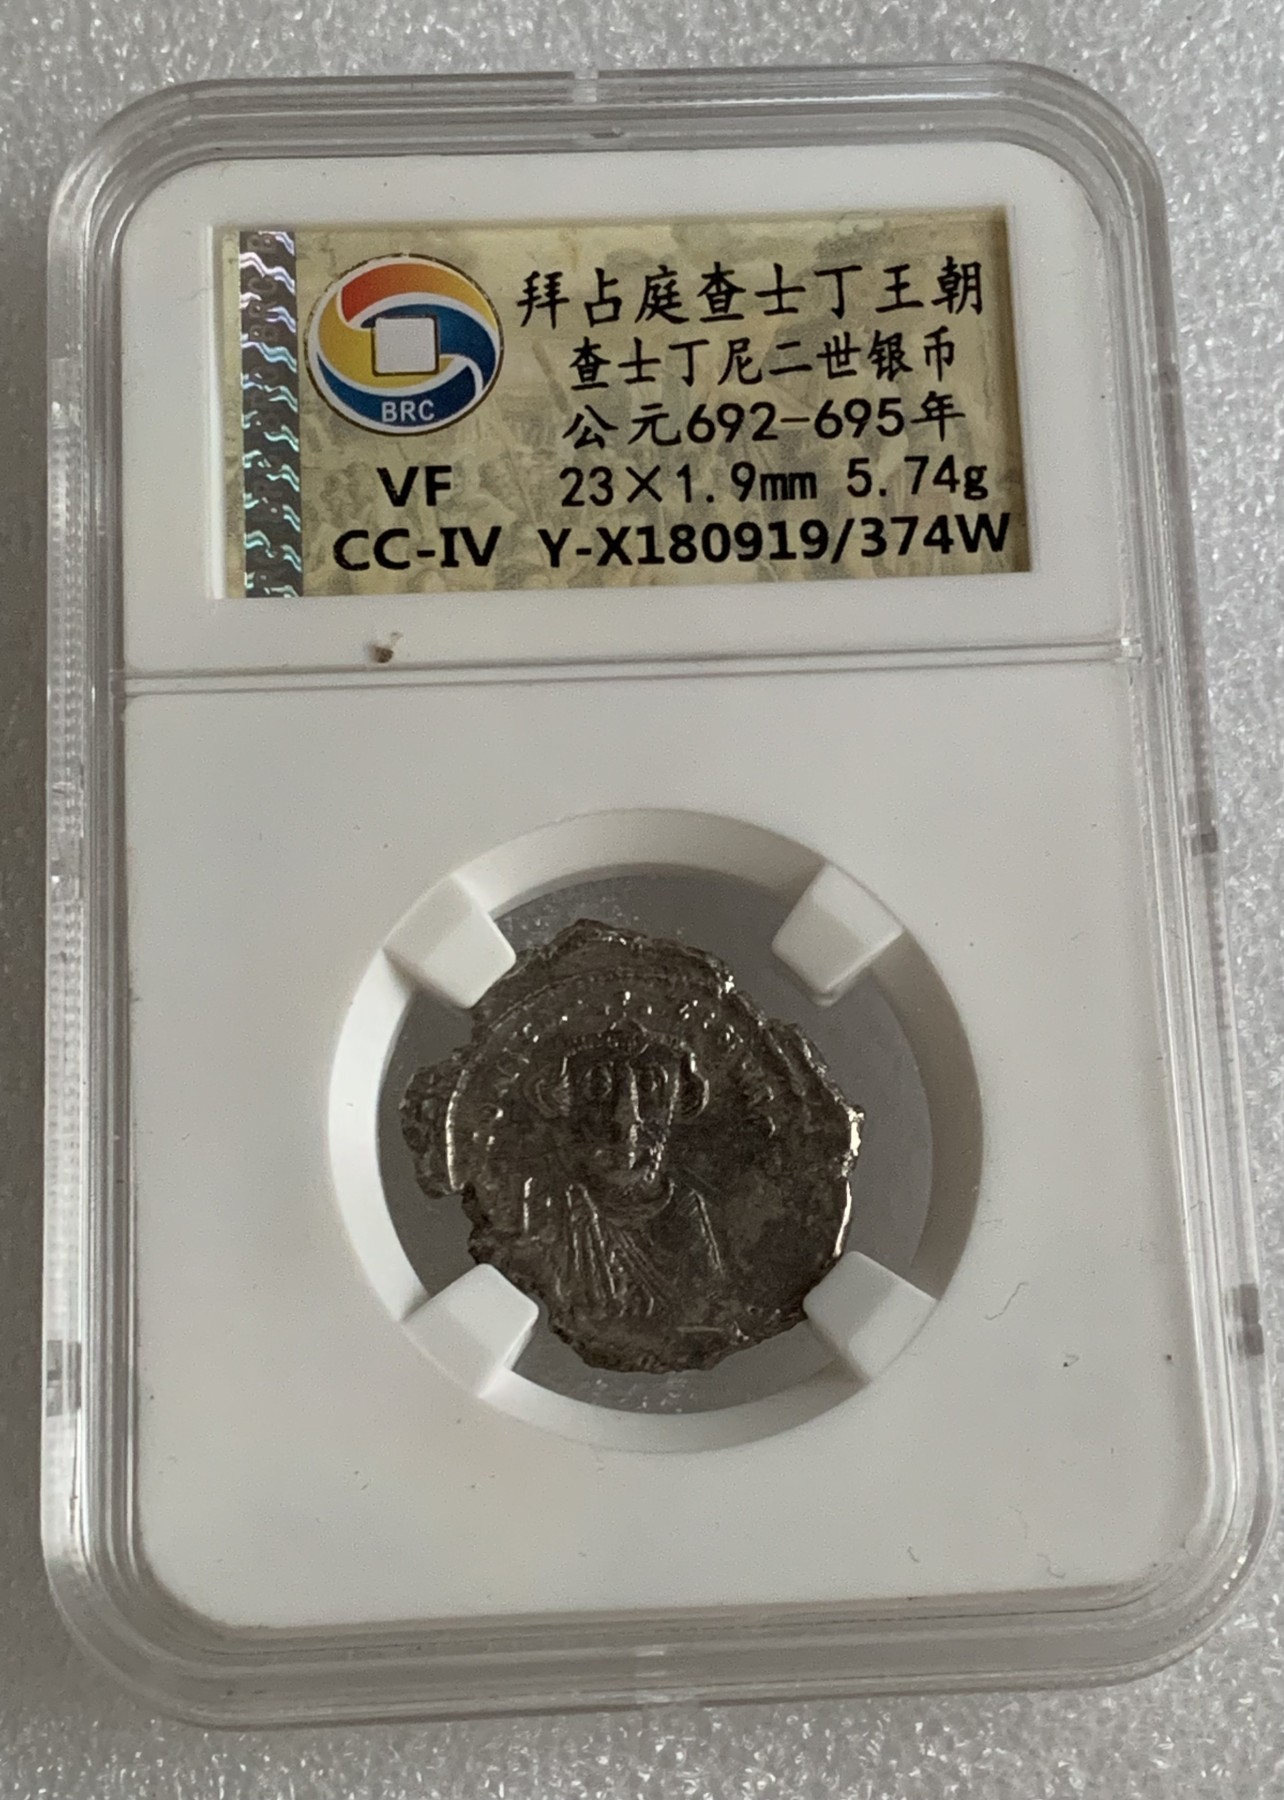 拜占庭查士丁王朝
查士丁尼二世银币
公元692-695年
BRC
VF 23×1.9mm 5.74g
CC-IV Y-X180919/374W